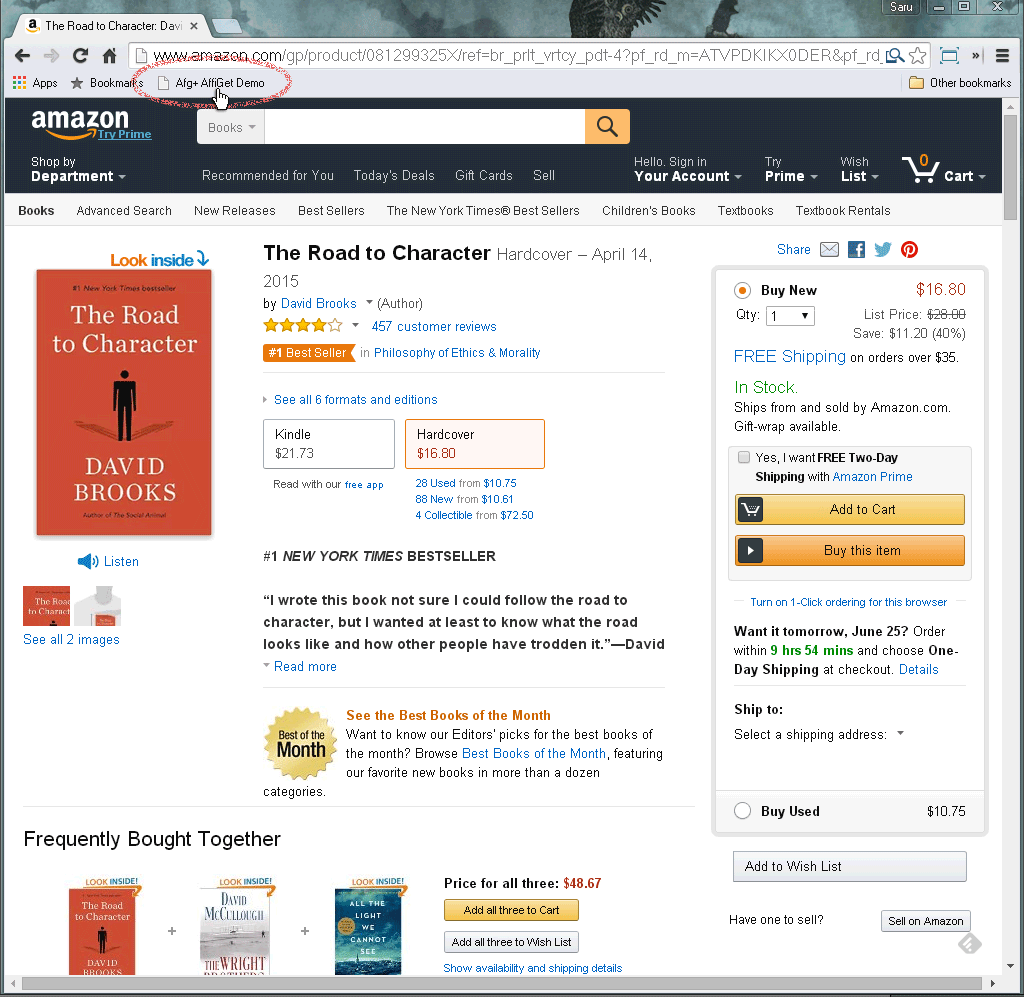 Saru
The Road to Character: Davi
www.amazon.com/gp/product/081299325X/ref=br_prlt_vrtcy_pdt-4?pf_rd_m=ATVPDKIKX0DER&pf_rd_
Apps Bookmarks Afg+ AffiGet Demo Other bookmarks
amazon
Try Prime
Books
Shop by
Department
Recommended for You Today's Deals Gift Cards Sell
Hello. Sign in
Your Account
Try
Prime
Wish
List
0
Cart
Books Advanced Search New Releases Best Sellers The New York Times® Best Sellers Children's Books Textbooks Textbook Rentals
Look inside
#1 New York Times bestseller
The Road
to Character
DAVID
BROOKS
Author of The Social Animal
Listen
The Road
to Charact
See all 2 images
The Road to Character Hardcover – April 14,
2015
by David Brooks (Author)
457 customer reviews
#1 Best Seller in Philosophy of Ethics & Morality
See all 6 formats and editions
Kindle
$21.73
Hardcover
$16.80
Read with our free app
28 Used from $10.75
88 New from $10.61
4 Collectible from $72.50
#1 NEW YORK TIMES BESTSELLER
“I wrote this book not sure I could follow the road to
character, but I wanted at least to know what the road
looks like and how other people have trodden it.”—David
Read more
Best of the
Month
See the Best Books of the Month
Want to know our Editors' picks for the best books of
the month? Browse Best Books of the Month, featuring
our favorite new books in more than a dozen
categories.
Share
Buy New $16.80
Qty: 1 List Price: $28.00
Save: $11.20 (40%)
FREE Shipping on orders over $35.
In Stock.
Ships from and sold by Amazon.com.
Gift-wrap available.
Yes, I want FREE Two-Day
Shipping with Amazon Prime
Add to Cart
Buy this item
Turn on 1-Click ordering for this browser
Want it tomorrow, June 25? Order
within 9 hrs 54 mins and choose One-
Day Shipping at checkout. Details
Ship to:
Select a shipping address:
Buy Used $10.75
Add to Wish List
Have one to sell? Sell on Amazon
Frequently Bought Together
LOOK INSIDE!
The Road
to Character
DAVID
BROOKS
+
LOOK INSIDE!
DAVID
McCULLOUGH
THE WRIGHT
BROTHERS
+
LOOK INSIDE!
ALL THE
LIGHT
WE
CANNOT
SEE
Price for all three: $48.67
Add all three to Cart
Add all three to Wish List
Show availability and shipping details